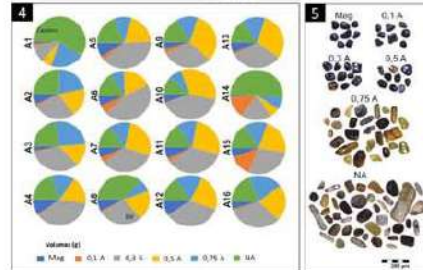 4
A1
A5
A9
A13
A2
A6
A10
A14
A3
A7
A11
A15
A4
A8
A12
A16
Volumes (g)
Mag
0,1 A
0,3 A
0,5 A
0,75 A
NA
5
Mag
0,1 A
0,3 A
0,5 A
0,75 A
NA